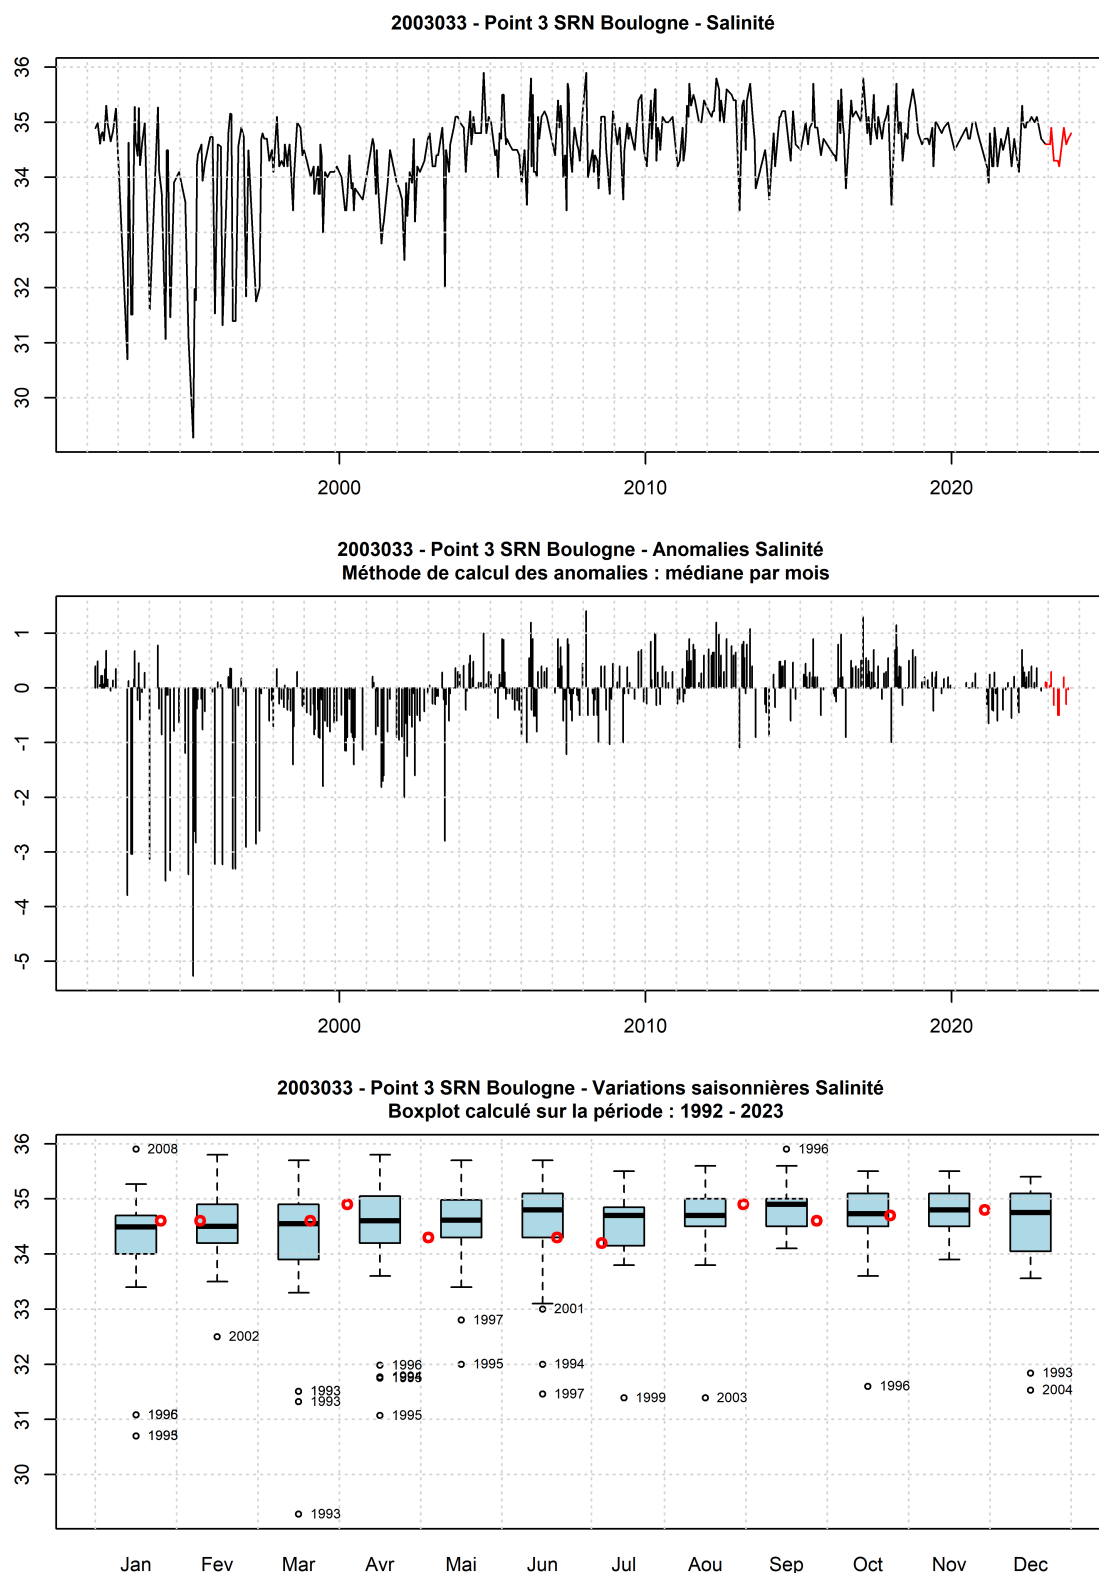 2003033 - Point 3 SRN Boulogne - Salinité
36
35
34
33
32
31
30
2000
2010
2020
2003033 - Point 3 SRN Boulogne - Anomalies Salinité
Méthode de calcul des anomalies : médiane par mois
1
0
-1
-2
-3
-4
-5
2000
2010
2020
2003033 - Point 3 SRN Boulogne - Variations saisonnières Salinité
Boxplot calculé sur la période : 1992 - 2023
36
35
34
33
32
31
30
2008
1996
2002
1997
2001
1993
1993
1996
1995
1995
1994
1997
1999
2003
1996
1993
2004
1996
1995
1993
Jan
Fev
Mar
Avr
Mai
Jun
Jul
Aou
Sep
Oct
Nov
Dec